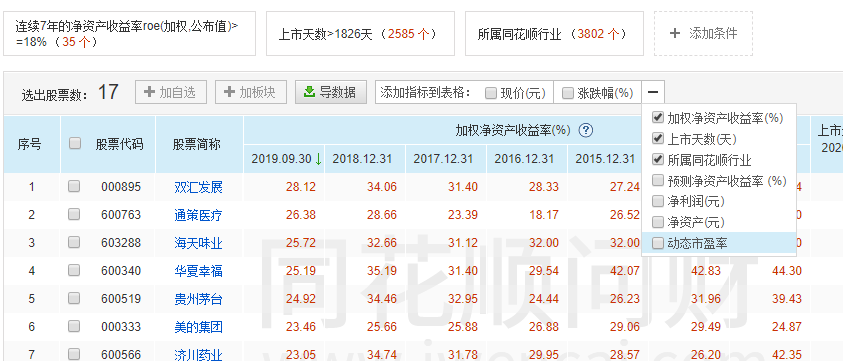 连续7年的净资产收益率roe(加权,公布值)>
=18% （35 个）
上市天数>1826天 （2585 个）
所属同花顺行业 （3802 个）
+ 添加条件
选出股票数： 17
+ 加自选
+ 加板块
导数据
添加指标到表格：
现价(元)
涨跌幅(%)
加权净资产收益率(%)
上市天数(天)
所属同花顺行业
预测净资产收益率 (%)
净利润(元)
净资产(元)
动态市盈率
序号 股票代码 股票简称 加权净资产收益率(%) ? 上市
2019.09.30 ↓ 2018.12.31 2017.12.31 2016.12.31 2015.12.31 2020
1 000895 双汇发展 28.12 34.06 31.40 28.33 27.24 4
2 600763 通策医疗 26.38 28.66 23.39 18.17 26.52 0
3 603288 海天味业 25.72 32.66 31.12 32.00 32.00
4 600340 华夏幸福 25.19 35.19 31.40 29.54 42.07 42.83 44.30
5 600519 贵州茅台 24.92 34.46 32.95 24.44 26.23 31.96 39.43
6 000333 美的集团 23.46 25.66 25.88 26.88 29.06 29.49 24.87
7 600566 济川药业 23.05 34.74 31.78 29.95 28.57 26.20 42.35
同花顺问财